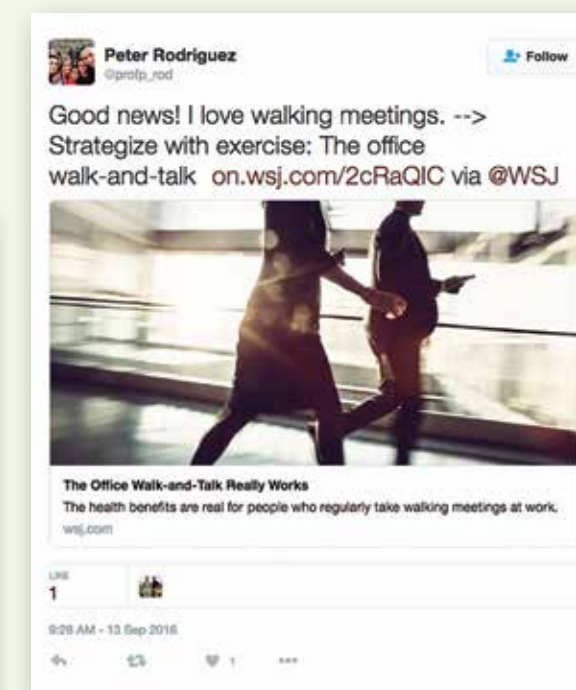 Peter Rodriguez
@profp_rod
Follow
Good news! I love walking meetings. -->
Strategize with exercise: The office
walk-and-talk on.wsj.com/2cRaQIC via @WSJ
The Office Walk-and-Talk Really Works
The health benefits are real for people who regularly take walking meetings at work.
wsj.com
LIKE
1
9:28 AM - 13 Sep 2016
1